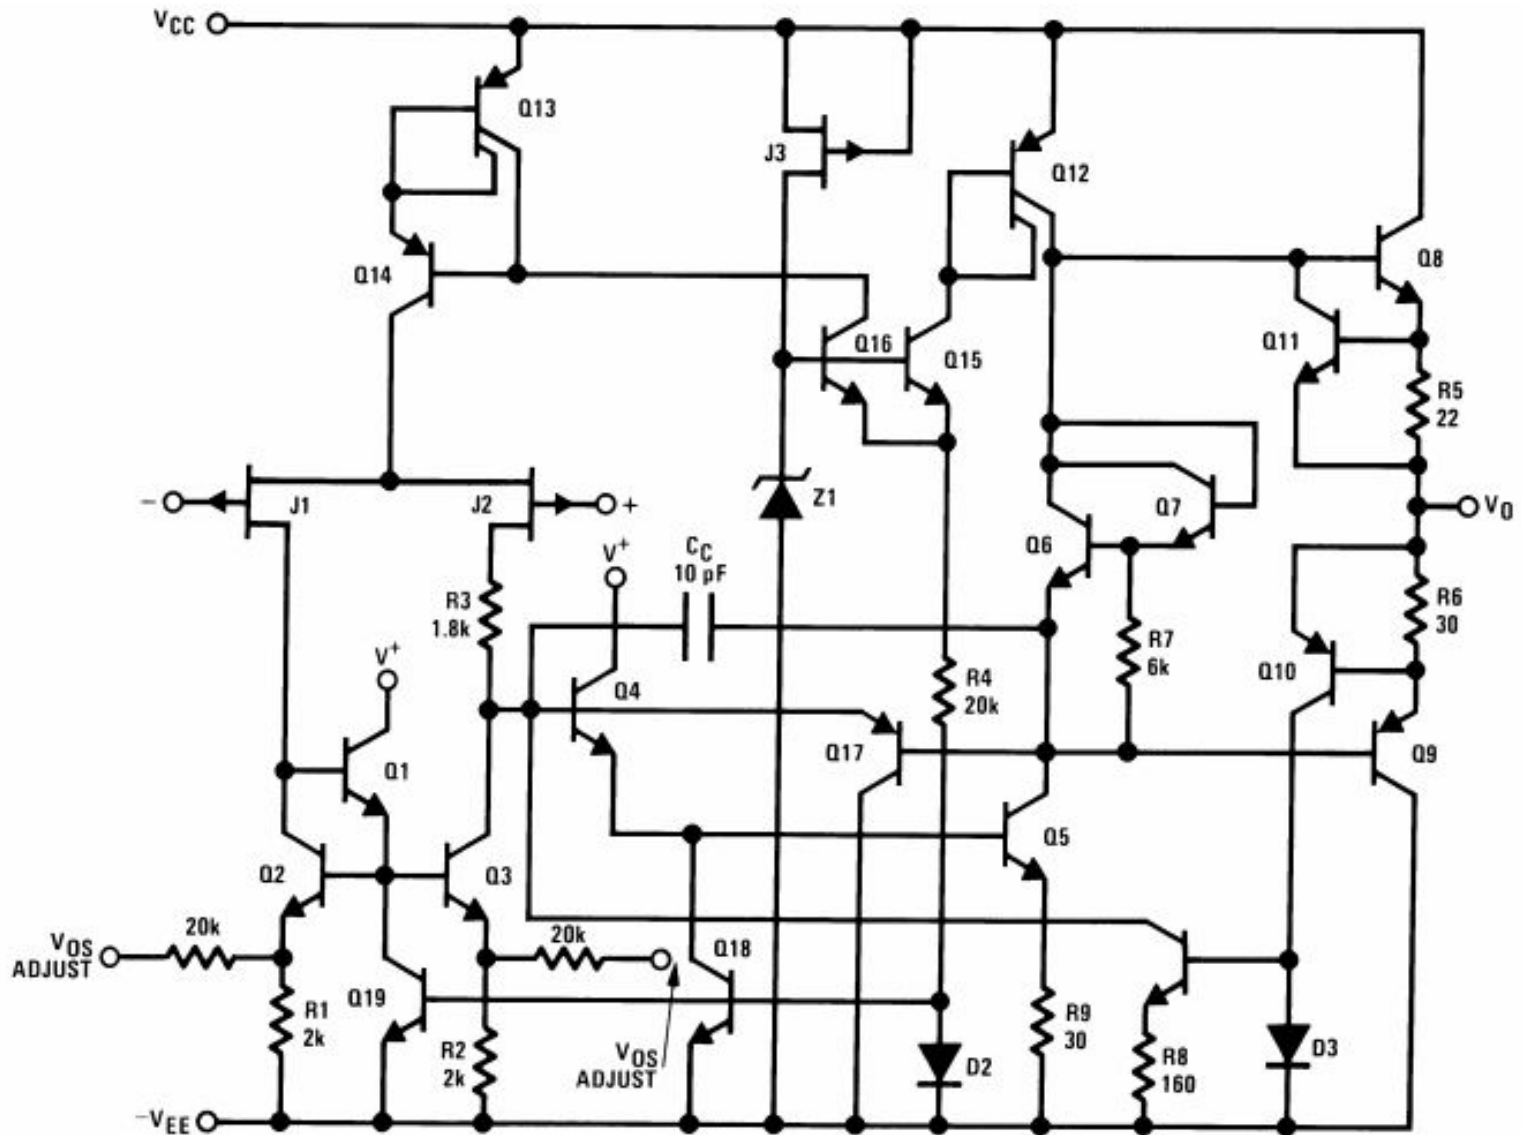 VCC
Q13
J3
Q12
Q14
Q8
Q16
Q15
Q11
R5
22
-
J1
J2
+
Z1
Q7
VO
V+
CC
10 pF
Q6
R3
1.8k
R6
30
V+
Q4
R4
20k
R7
6k
Q10
Q1
Q17
Q9
Q5
Q2
Q3
20k
20k
Q18
VOS
ADJUST
R1
2k
Q19
R2
2k
VOS
ADJUST
R9
30
D2
R8
160
D3
-VEE